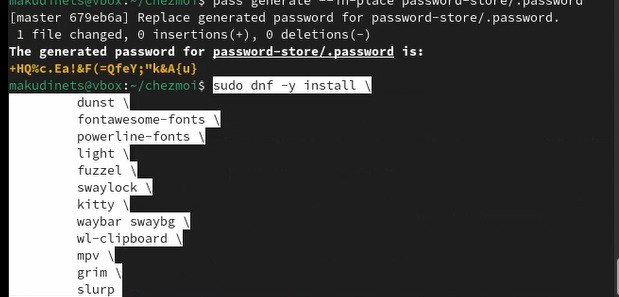 makudinets@vbox:~/chezmoi$ pass generate --in-place password-store/.password
[master 679eb6a] Replace generated password for password-store/.password.
 1 file changed, 0 insertions(+), 0 deletions(-)
The generated password for password-store/.password is:
+HQ%c.Ea!&F(=QfeY;"k&A{u}
makudinets@vbox:~/chezmoi$ sudo dnf -y install \
        dunst \
        fontawesome-fonts \
        powerline-fonts \
        light \
        fuzzel \
        swaylock \
        kitty \
        waybar swaybg \
        wl-clipboard \
        mpv \
        grim \
        slurp